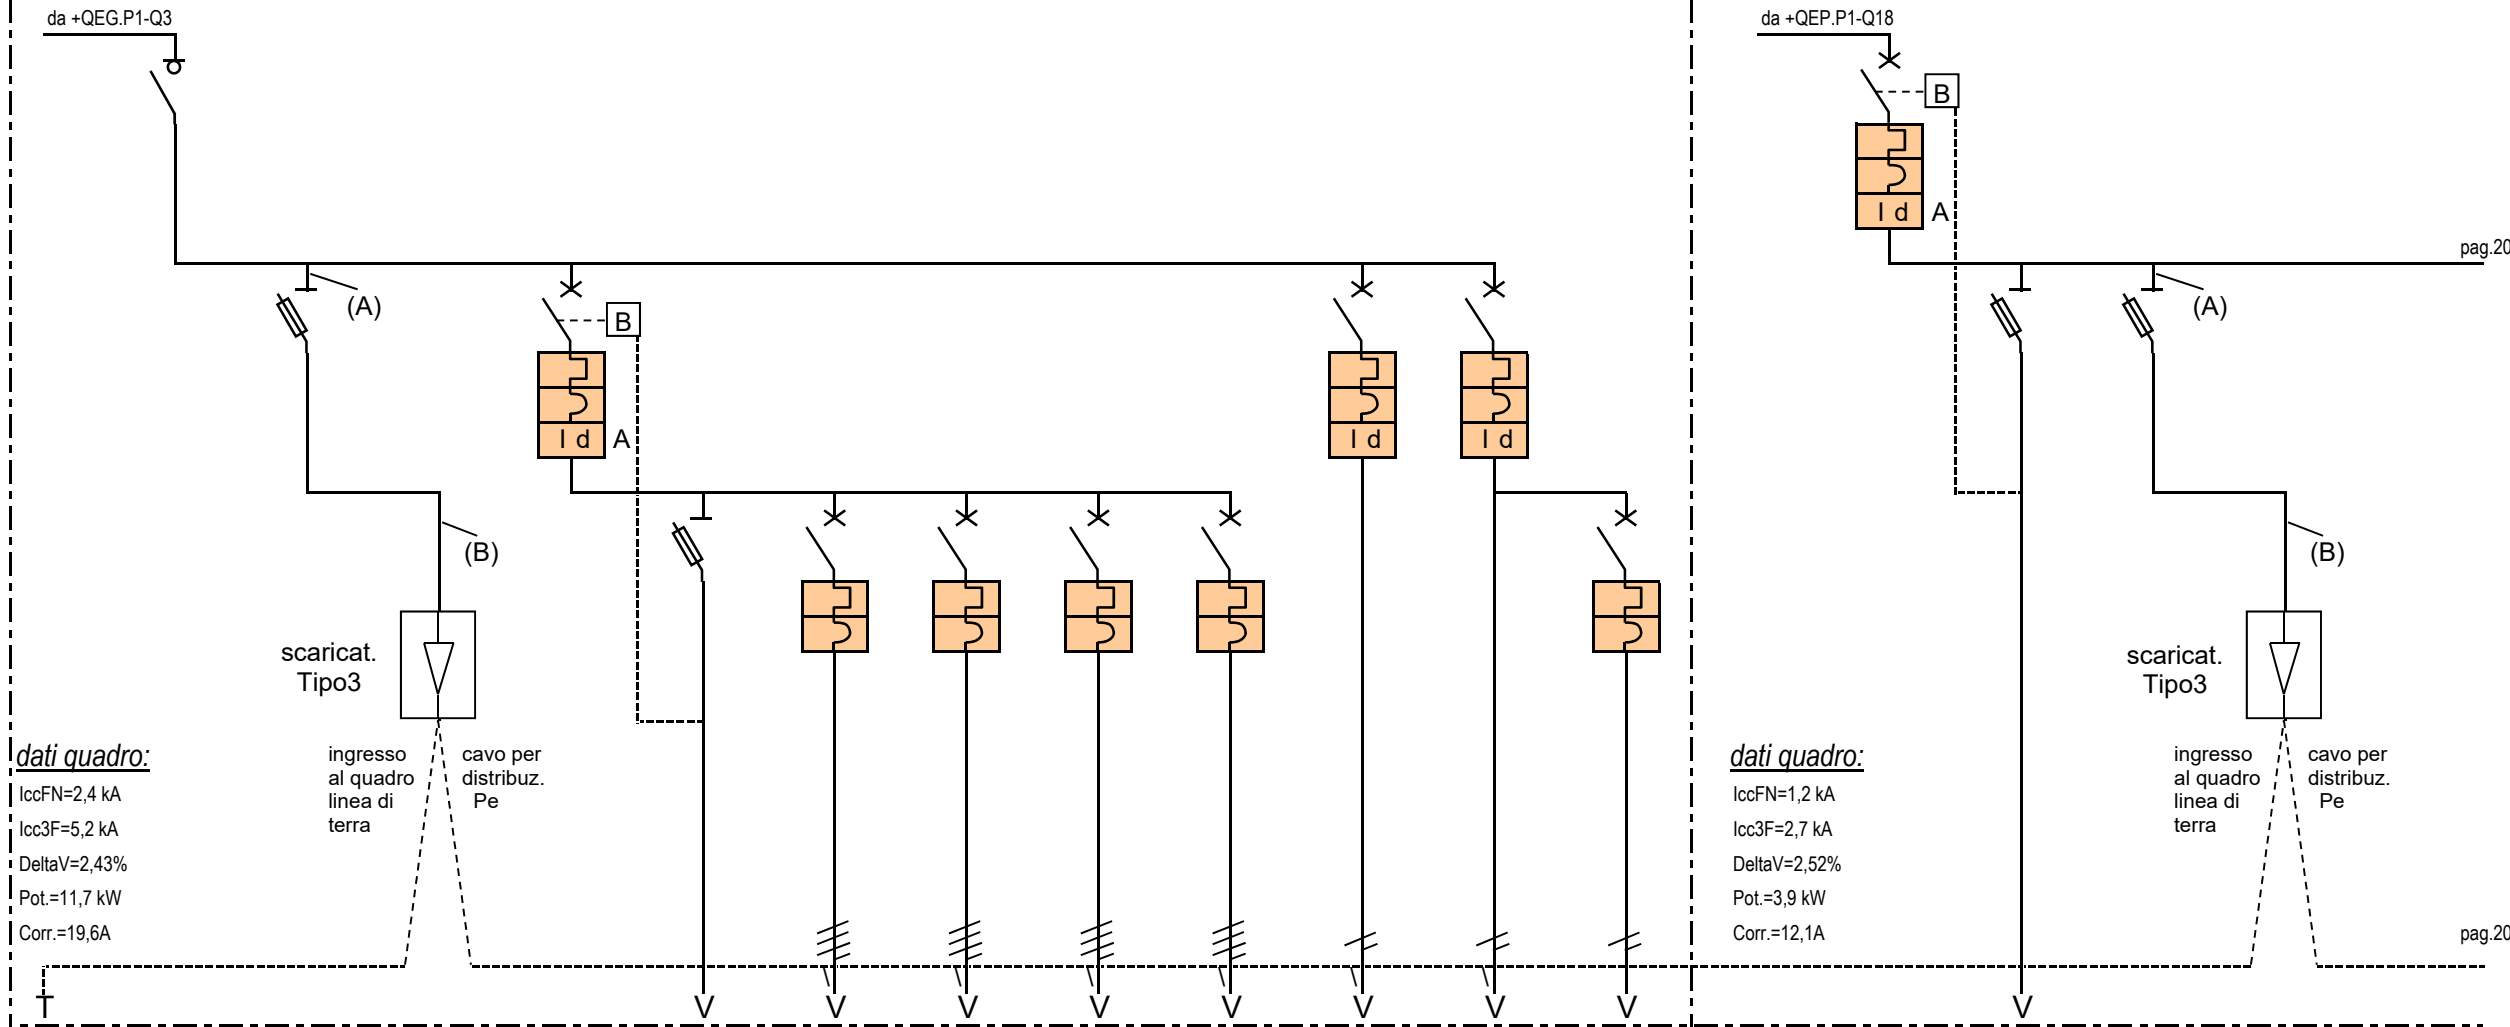 da +QEG.P1-Q3
da +QEP.P1-Q18
B
I d A
pag.20
(A)
(A)
B
I d A
I d
I d
(B)
(B)
scaricat.
Tipo3
scaricat.
Tipo3
dati quadro:
IccFN=2,4 kA
Icc3F=5,2 kA
DeltaV=2,43%
Pot.=11,7 kW
Corr.=19,6A
ingresso
al quadro
linea di
terra
cavo per
distribuz.
Pe
dati quadro:
IccFN=1,2 kA
Icc3F=2,7 kA
DeltaV=2,52%
Pot.=3,9 kW
Corr.=12,1A
ingresso
al quadro
linea di
terra
cavo per
distribuz.
Pe
pag.20
T V V V V V V V V V